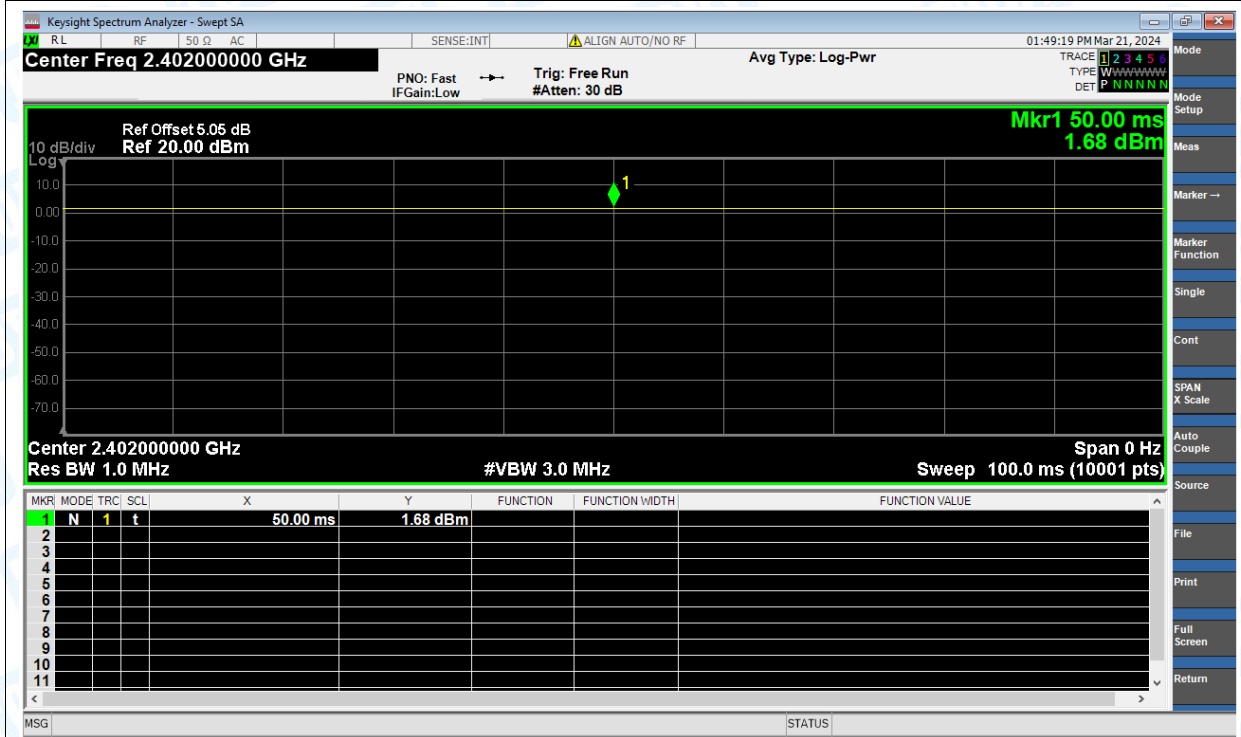 Keysight Spectrum Analyzer - Swept SA
LXI RL RF 50 Ω AC SENSE:INT ALIGN AUTO/NO RF 01:49:19 PM Mar 21, 2024
Center Freq 2.402000000 GHz
PNO: Fast
IFGain:Low
Trig: Free Run
#Atten: 30 dB
Avg Type: Log-Pwr
TRACE 1 2 3 4 5 6
TYPE WWWWWW
DET P N N N N N
Ref Offset 5.05 dB
10 dB/div Ref 20.00 dBm
Log
Mkr1 50.00 ms
1.68 dBm
1
10.0
0.00
-10.0
-20.0
-30.0
-40.0
-50.0
-60.0
-70.0
Center 2.402000000 GHz Span 0 Hz
Res BW 1.0 MHz #VBW 3.0 MHz Sweep 100.0 ms (10001 pts)
MKR MODE TRC SCL X Y FUNCTION FUNCTION WIDTH FUNCTION VALUE
1 N 1 t 50.00 ms 1.68 dBm
2
3
4
5
6
7
8
9
10
11
MSG STATUS
Mode
Mode
Setup
Meas
Marker →
Marker
Function
Single
Cont
SPAN
X Scale
Auto
Couple
Source
File
Print
Full
Screen
Return